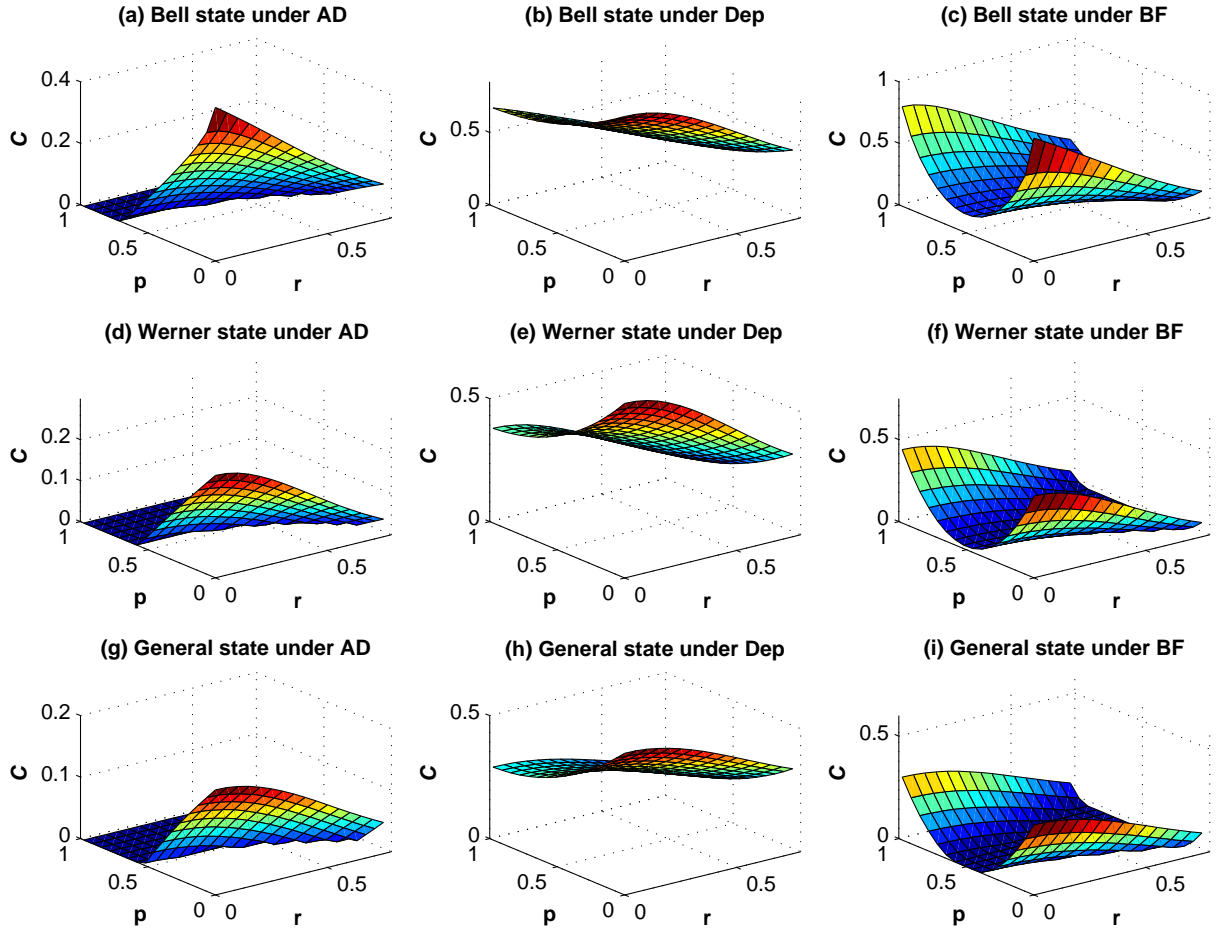 (a) Bell state under AD
(b) Bell state under Dep
(c) Bell state under BF
0.4
0.2
0
C
1
0.5
0
p
0
0.5
r
0.5
0
C
1
0.5
0
p
0
0.5
r
1
0.5
0
C
1
0.5
0
p
0
0.5
r
(d) Werner state under AD
(e) Werner state under Dep
(f) Werner state under BF
0.2
0.1
0
C
1
0.5
0
p
0
0.5
r
0.5
0
C
1
0.5
0
p
0
0.5
r
0.5
0
C
1
0.5
0
p
0
0.5
r
(g) General state under AD
(h) General state under Dep
(i) General state under BF
0.2
0.1
0
C
1
0.5
0
p
0
0.5
r
0.5
0
C
1
0.5
0
p
0
0.5
r
0.5
0
C
1
0.5
0
p
0
0.5
r